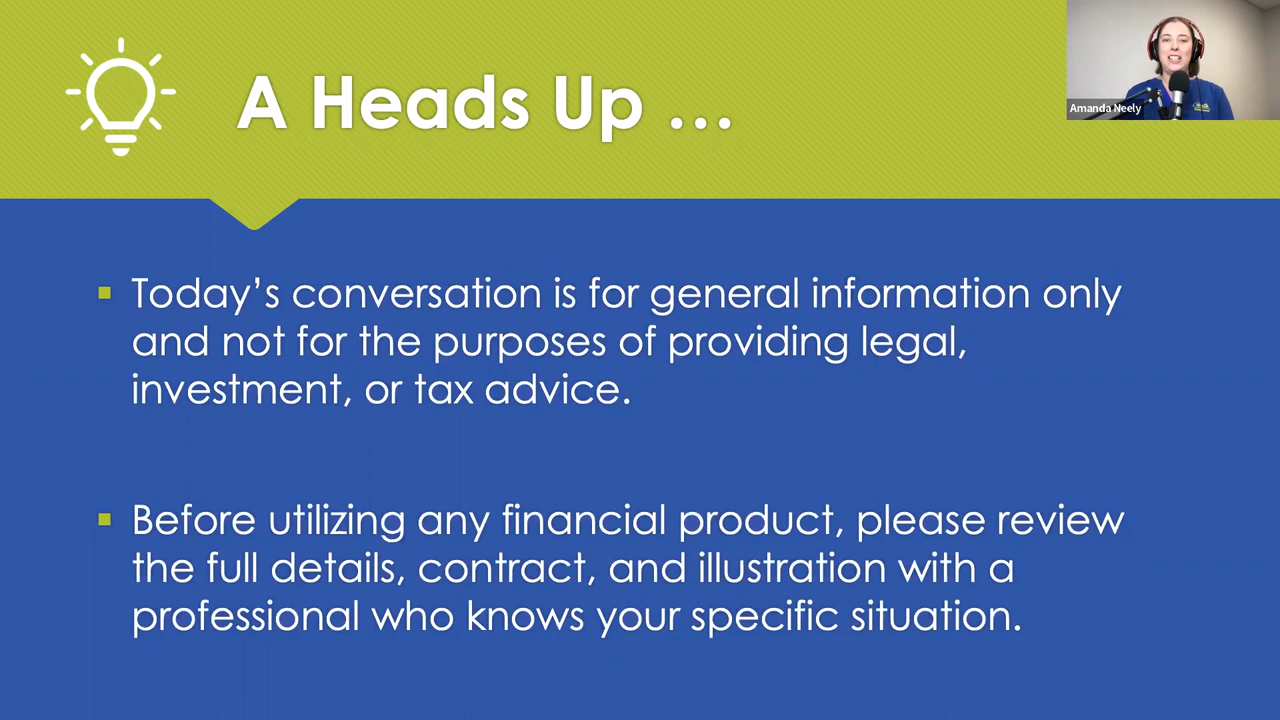 A Heads Up ...
Amanda Neely
Today's conversation is for general information only
and not for the purposes of providing legal,
investment, or tax advice.
Before utilizing any financial product, please review
the full details, contract, and illustration with a
professional who knows your specific situation.